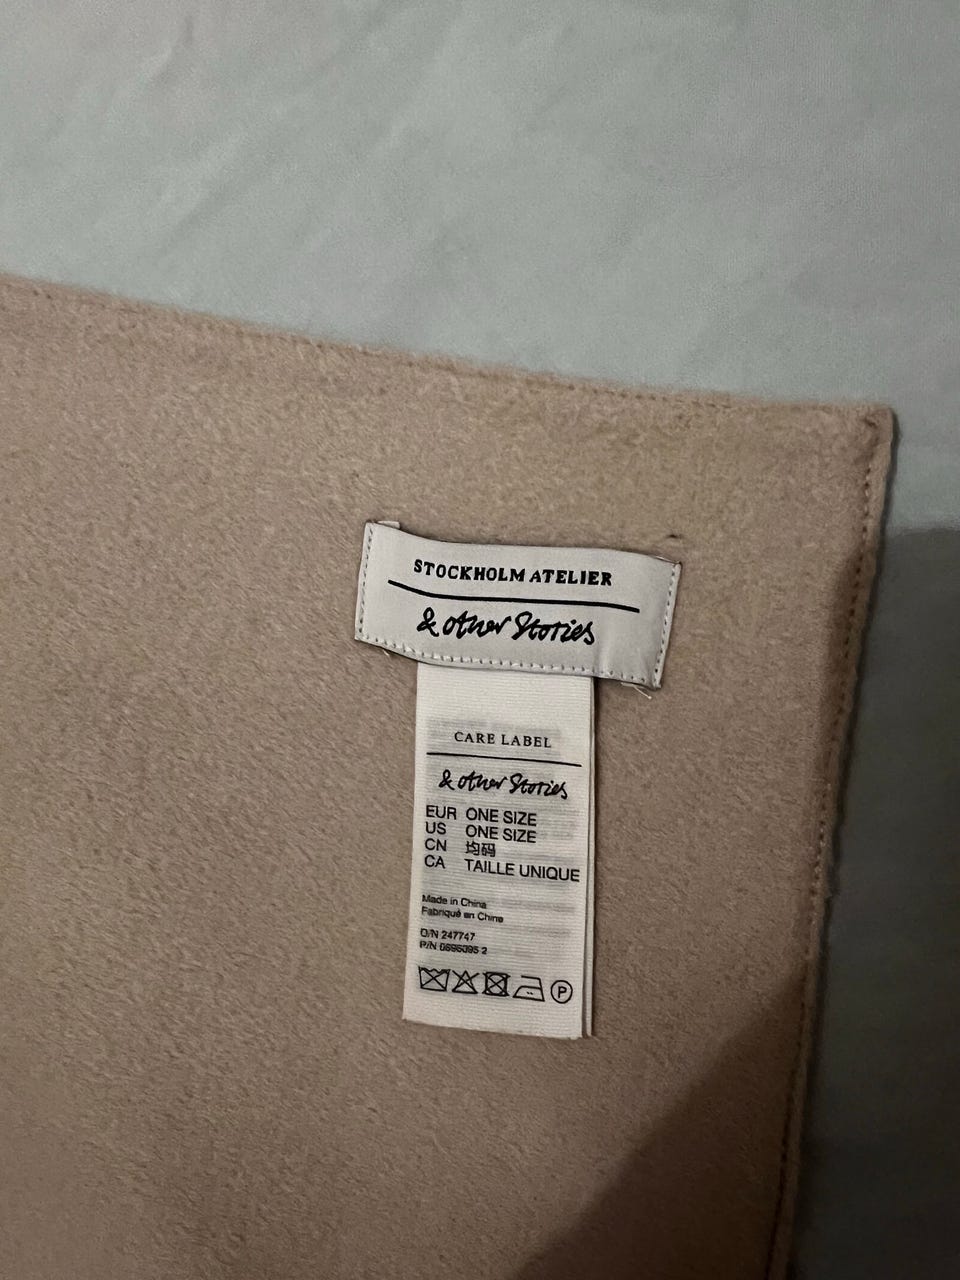 STOCKHOLM ATELIER
& other Stories
CARE LABEL
& other Stories
EUR ONE SIZE
US ONE SIZE
CN 均码
CA TAILLE UNIQUE
Made in China
Fabriqué en Chine
O/N 247747
P/N
P